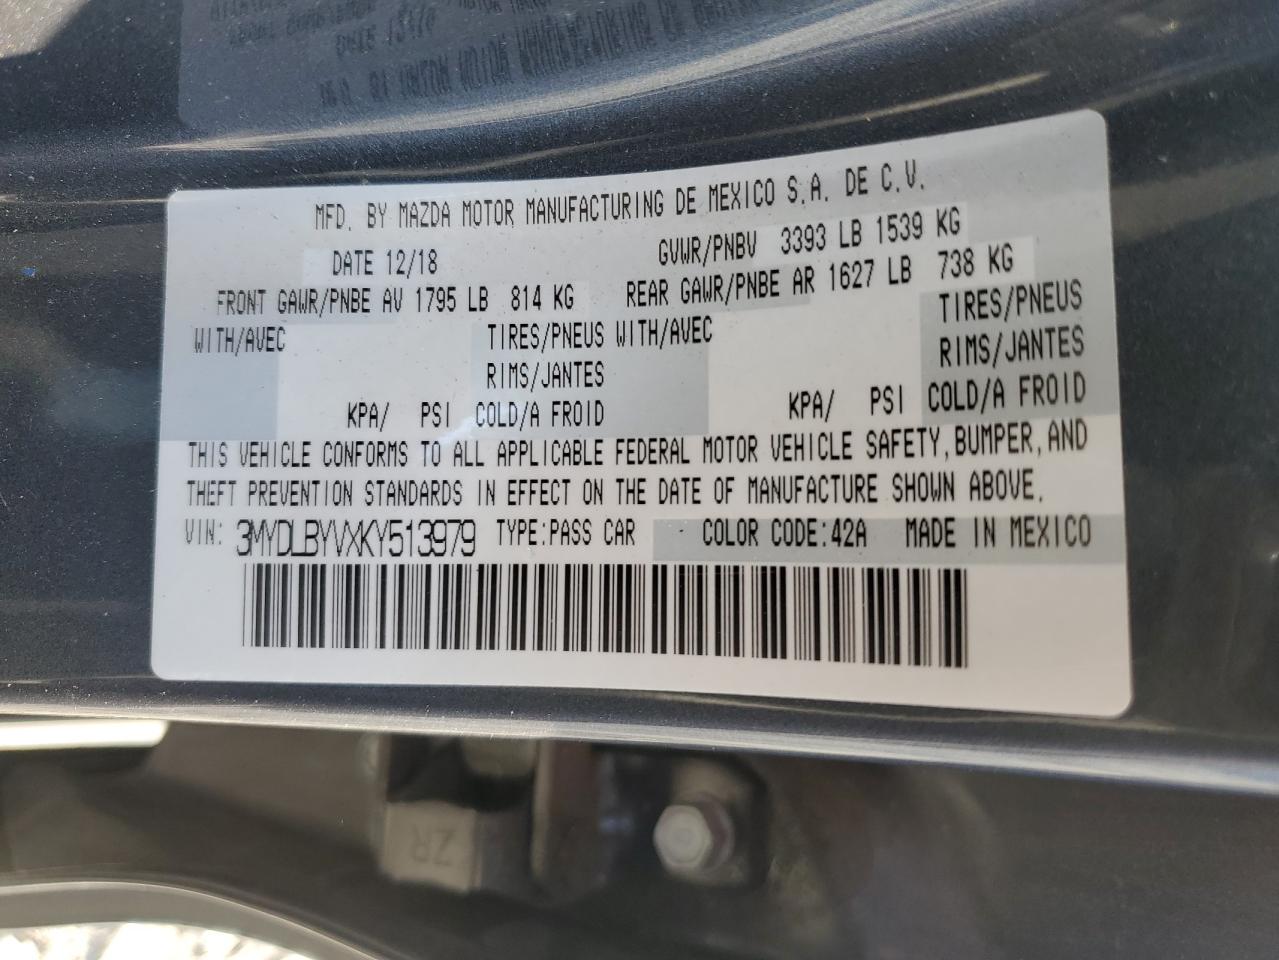 MFD. BY MAZDA MOTOR MANUFACTURING DE MEXICO S.A. DE C.V.
DATE 12/18 GVWR/PNBV 3393 LB 1539 KG
FRONT GAWR/PNBE AV 1795 LB 814 KG REAR GAWR/PNBE AR 1627 LB 738 KG
WITH/AVEC TIRES/PNEUS WITH/AVEC TIRES/PNEUS
RIMS/JANTES RIMS/JANTES
KPA/ PSI COLD/A FROID KPA/ PSI COLD/A FROID
THIS VEHICLE CONFORMS TO ALL APPLICABLE FEDERAL MOTOR VEHICLE SAFETY, BUMPER, AND
THEFT PREVENTION STANDARDS IN EFFECT ON THE DATE OF MANUFACTURE SHOWN ABOVE.
VIN: 3MYDLBYVXKY513979 TYPE:PASS CAR COLOR CODE:42A MADE IN MEXICO
ZR